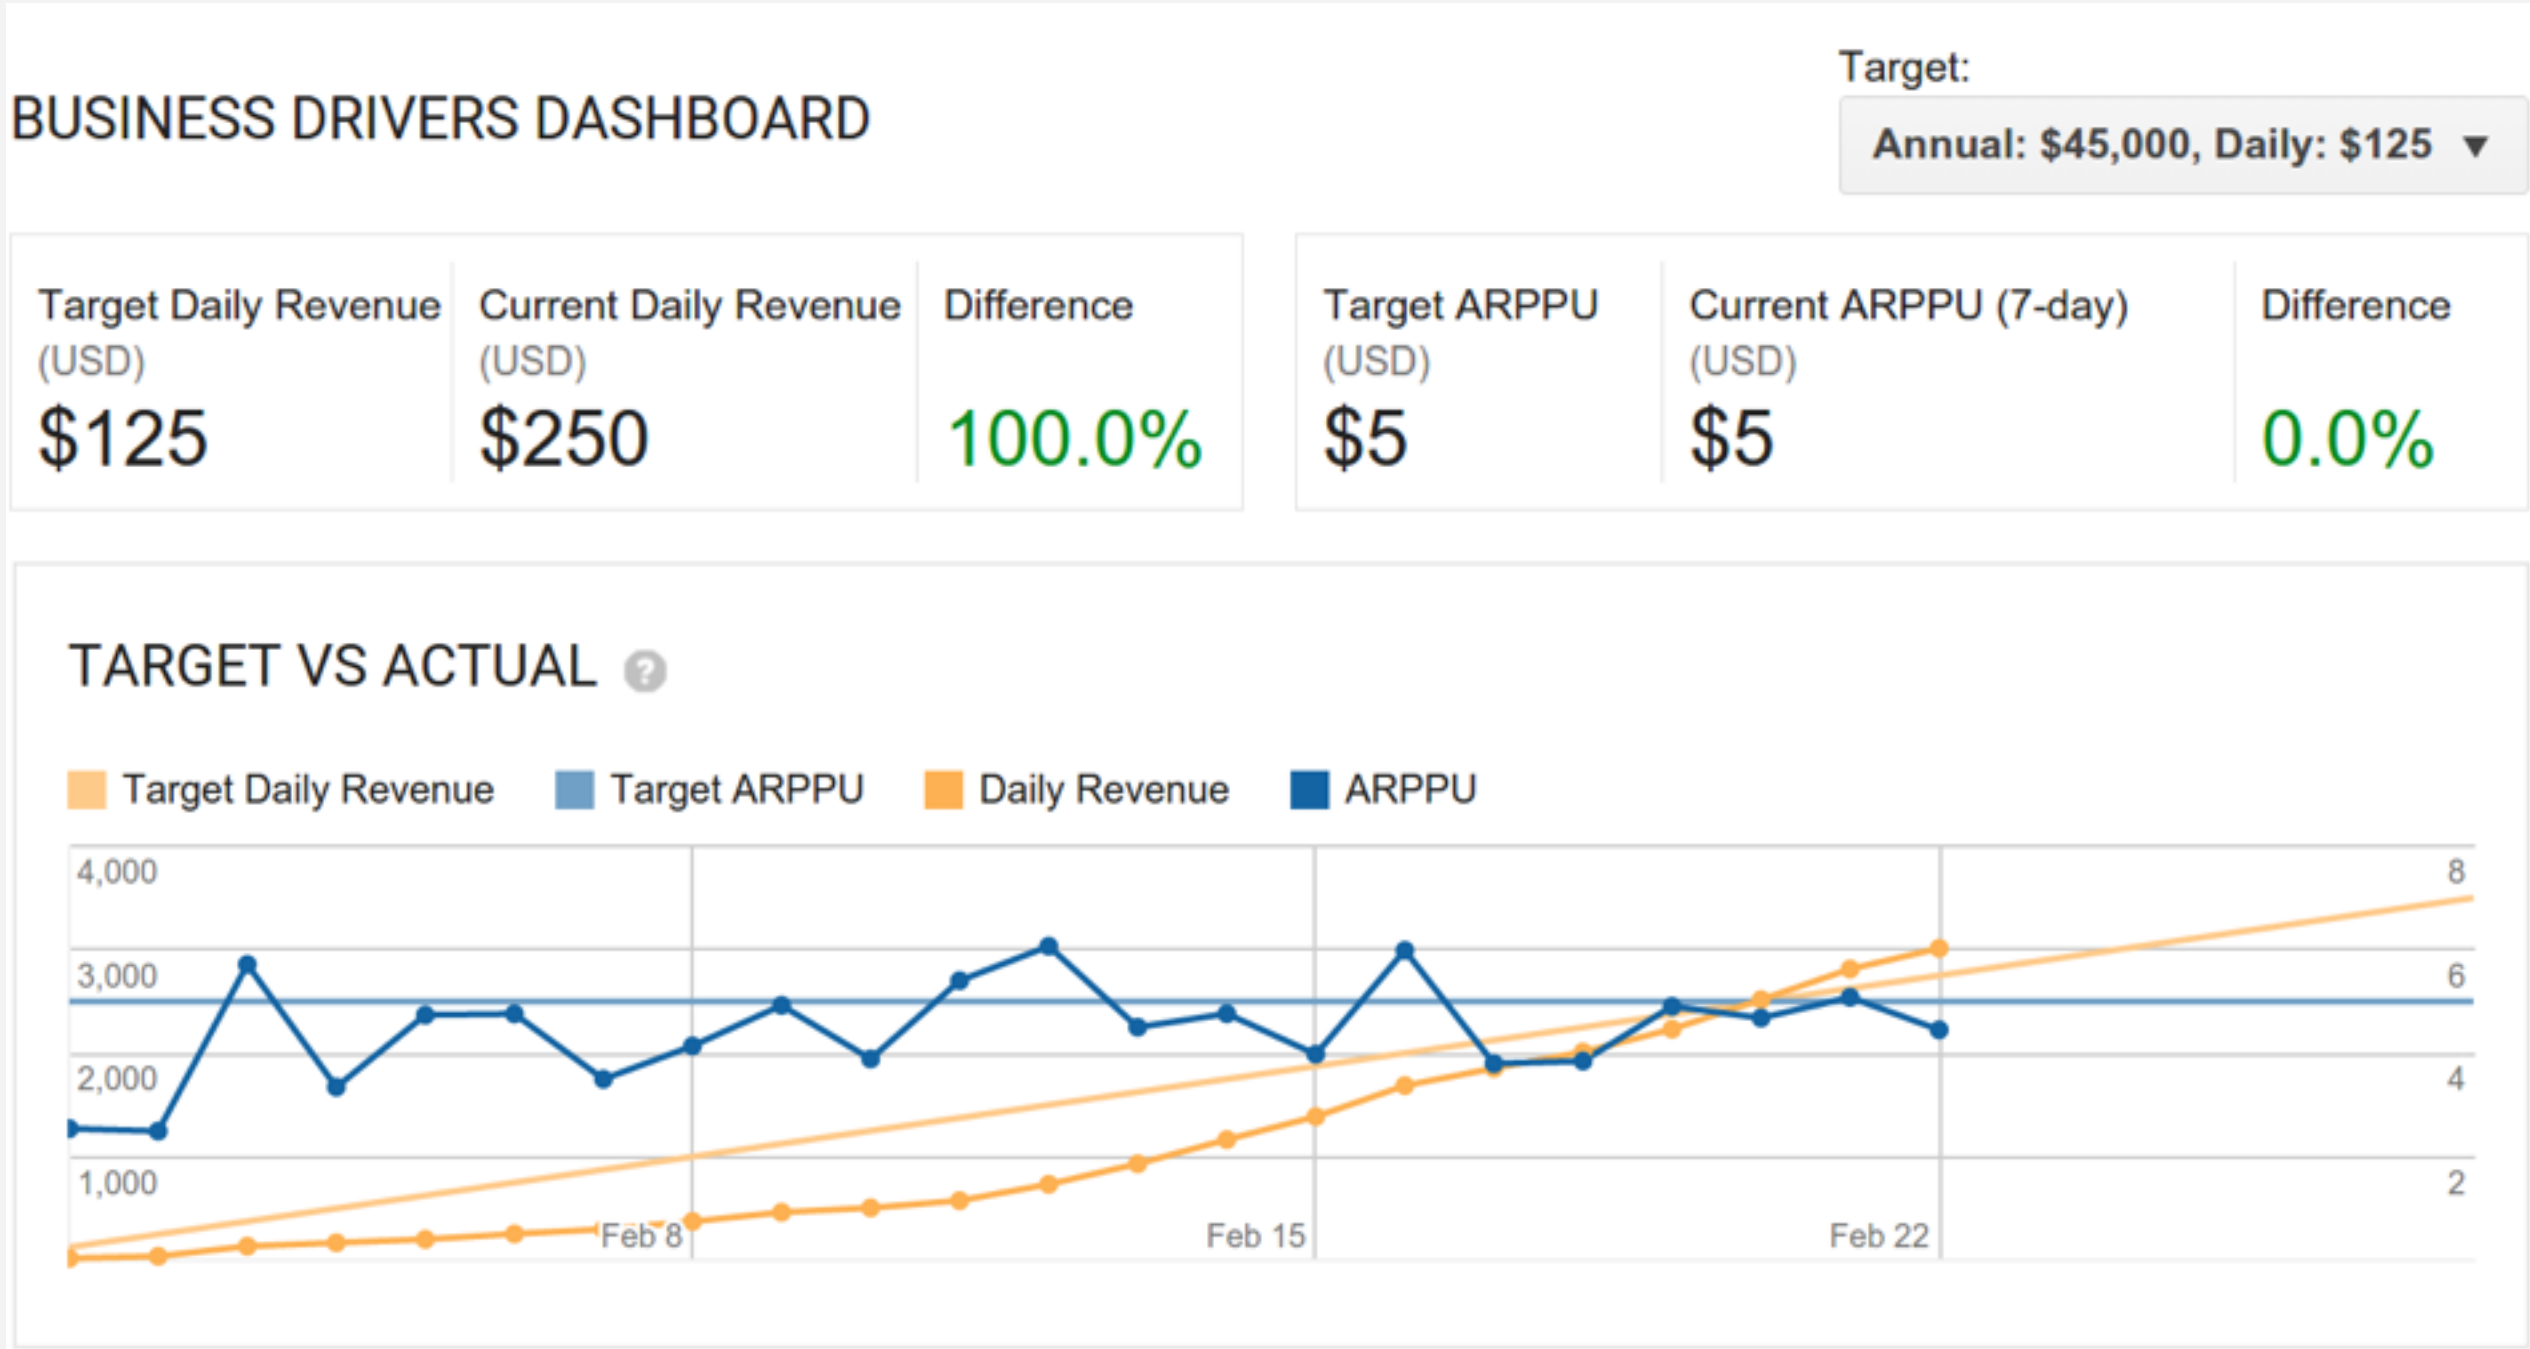 Target:
BUSINESS DRIVERS DASHBOARD
Annual: $45,000, Daily: $125
Target Daily Revenue
(USD)
$125
Current Daily Revenue
(USD)
$250
Difference
100.0%
Target ARPPU
(USD)
$5
Current ARPPU (7-day)
(USD)
$5
Difference
0.0%
TARGET VS ACTUAL ?
Target Daily Revenue
Target ARPPU
Daily Revenue
ARPPU
4,000
8
3,000
6
2,000
4
1,000
2
Feb 8
Feb 15
Feb 22